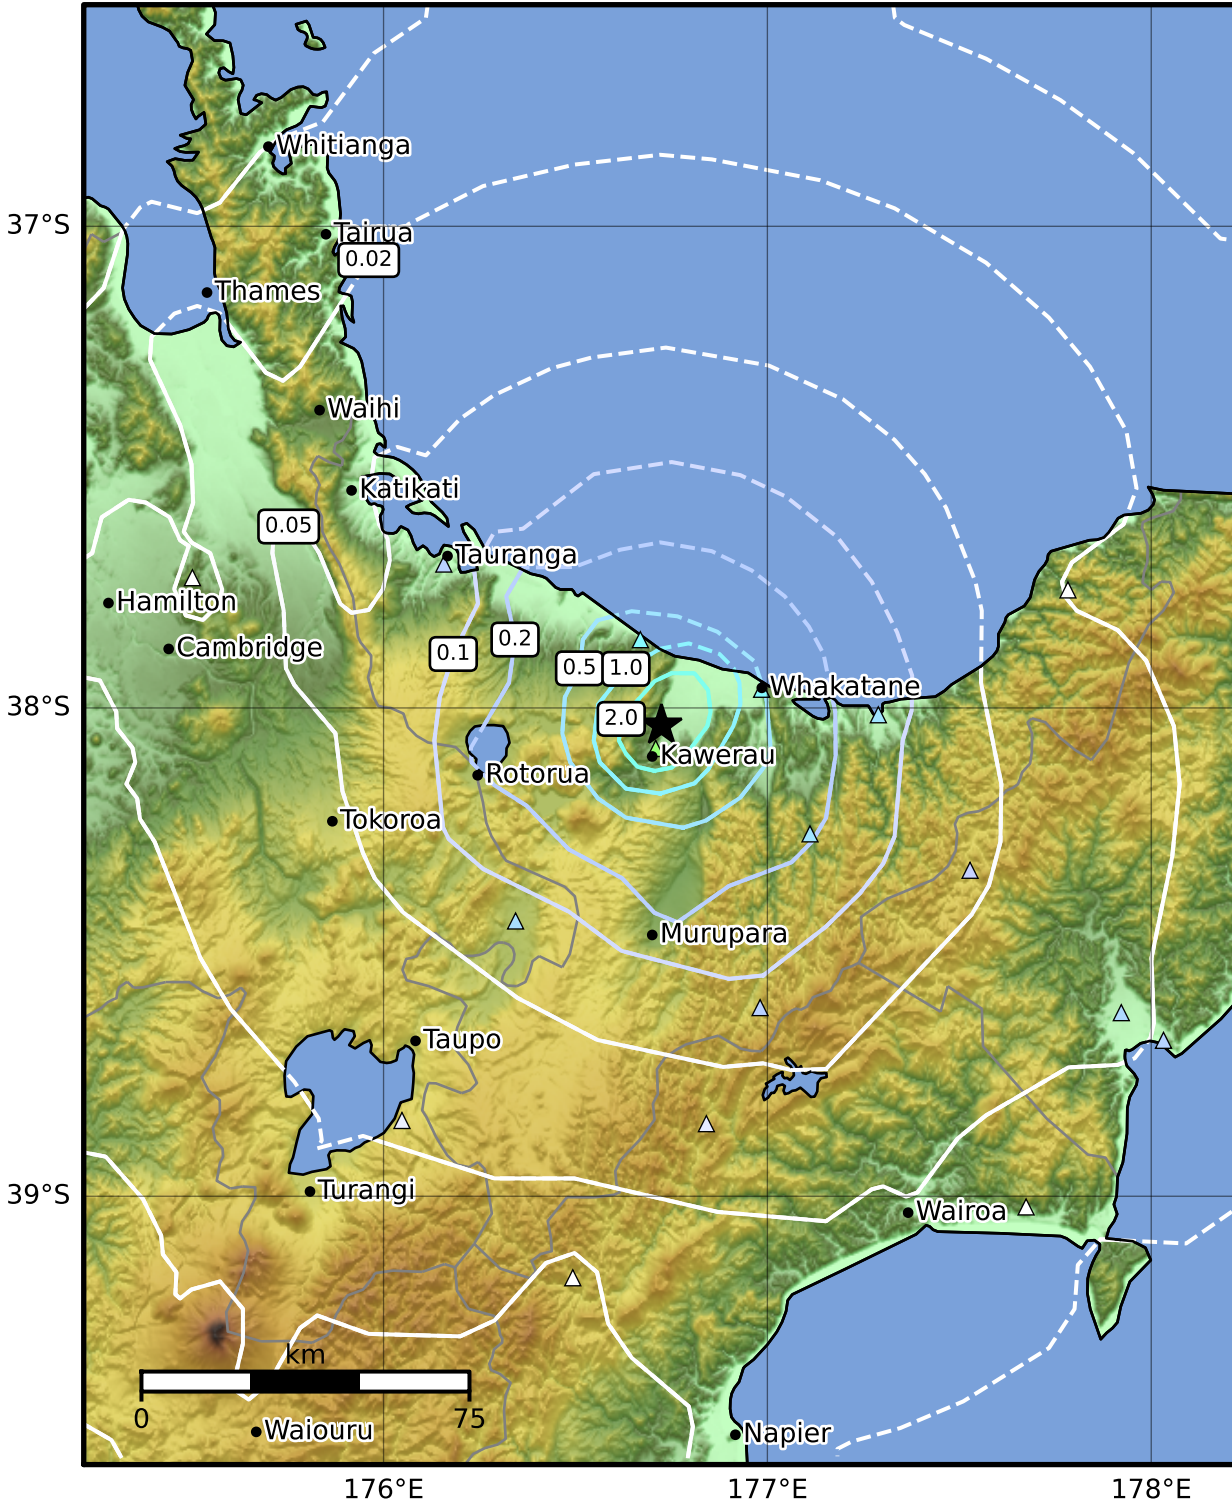 Whitianga
37°S
Tairua
0.02
Thames
Waihi
Katikati
0.05
Tauranga
Hamilton
0.2
Cambridge
0.1
0.5
1.0
Whakatane
38°S
2.0
Kawerau
Rotorua
Tokoroa
Murupara
Taupo
39°S
Turangi
Wairoa
km
0
75
Waiouru
Napier
176°E
177°E
178°E